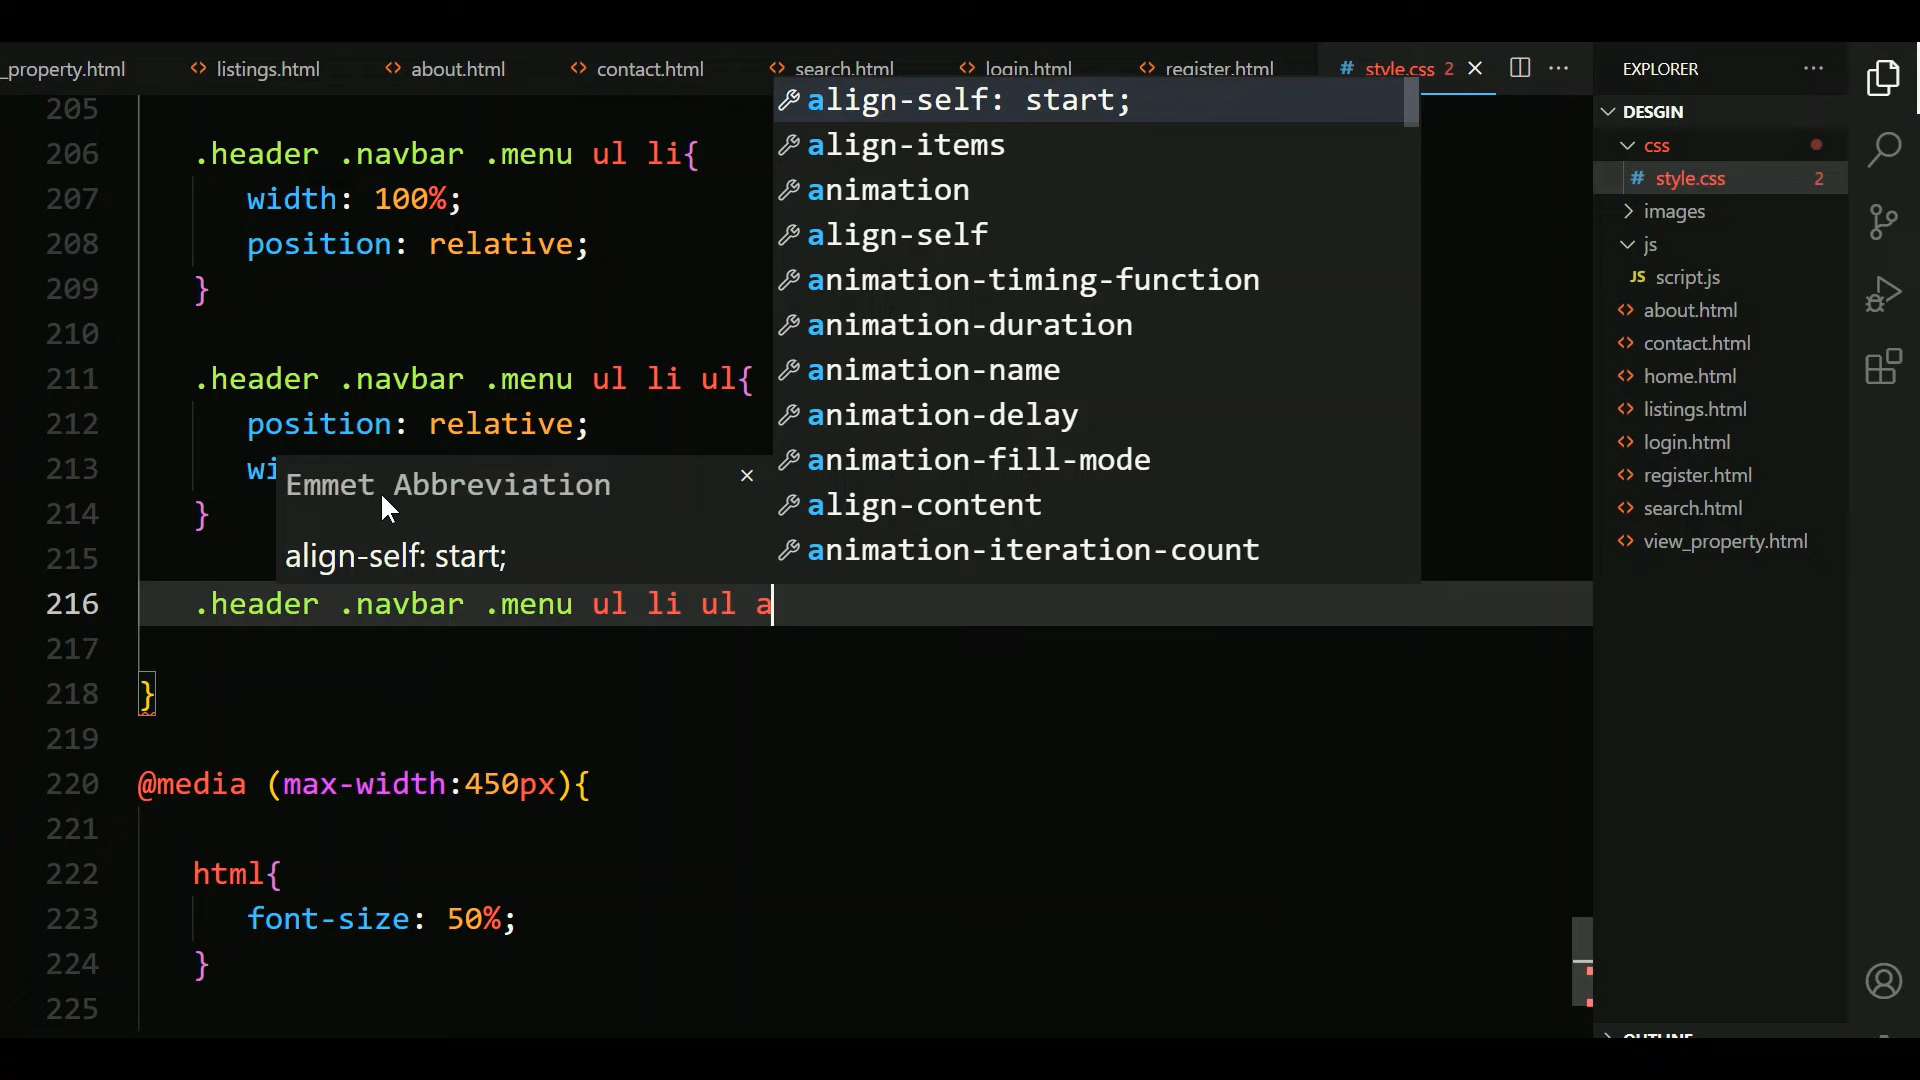 _property.html
<> listings.html
<> about.html
<> contact.html
<> search.html
<> login.html
<> register.html
# style.css 2
EXPLORER
205
206 .header .navbar .menu ul li{
207 width: 100%;
208 position: relative;
209 }
210
211 .header .navbar .menu ul li ul{
212 position: relative;
213 wi
214 }
215
216 .header .navbar .menu ul li ul a
217
218 }
219
220 @media (max-width:450px){
221
222 html{
223 font-size: 50%;
224 }
225
Emmet Abbreviation
align-self: start;
align-self: start;
align-items
animation
align-self
animation-timing-function
animation-duration
animation-name
animation-delay
animation-fill-mode
align-content
animation-iteration-count
DESGIN
css
# style.css 2
images
js
JS script.js
<> about.html
<> contact.html
<> home.html
<> listings.html
<> login.html
<> register.html
<> search.html
<> view_property.html
OUTLINE